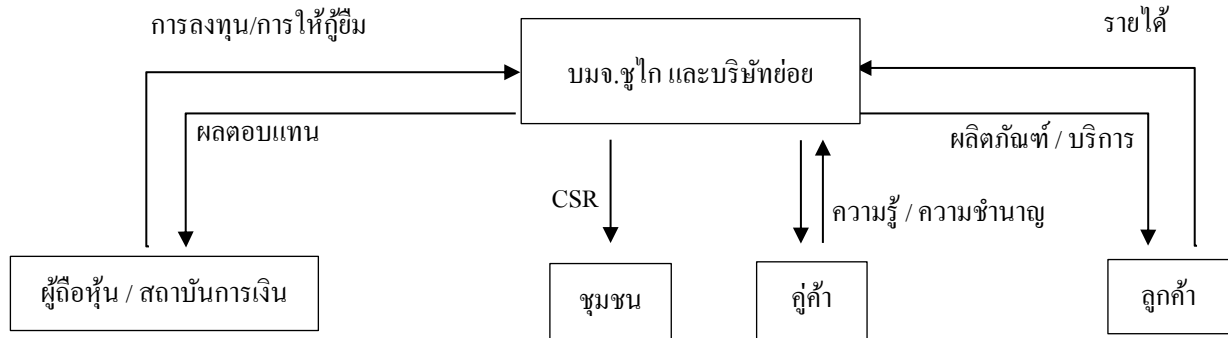 การลงทุน/การให้กู้ยืม
รายได้
บมจ.ชูไก และบริษัทย่อย
ผลตอบแทน
ผลิตภัณฑ์ / บริการ
CSR
ความรู้ / ความชำนาญ
ผู้ถือหุ้น / สถาบันการเงิน
ชุมชน
คู่ค้า
ลูกค้า